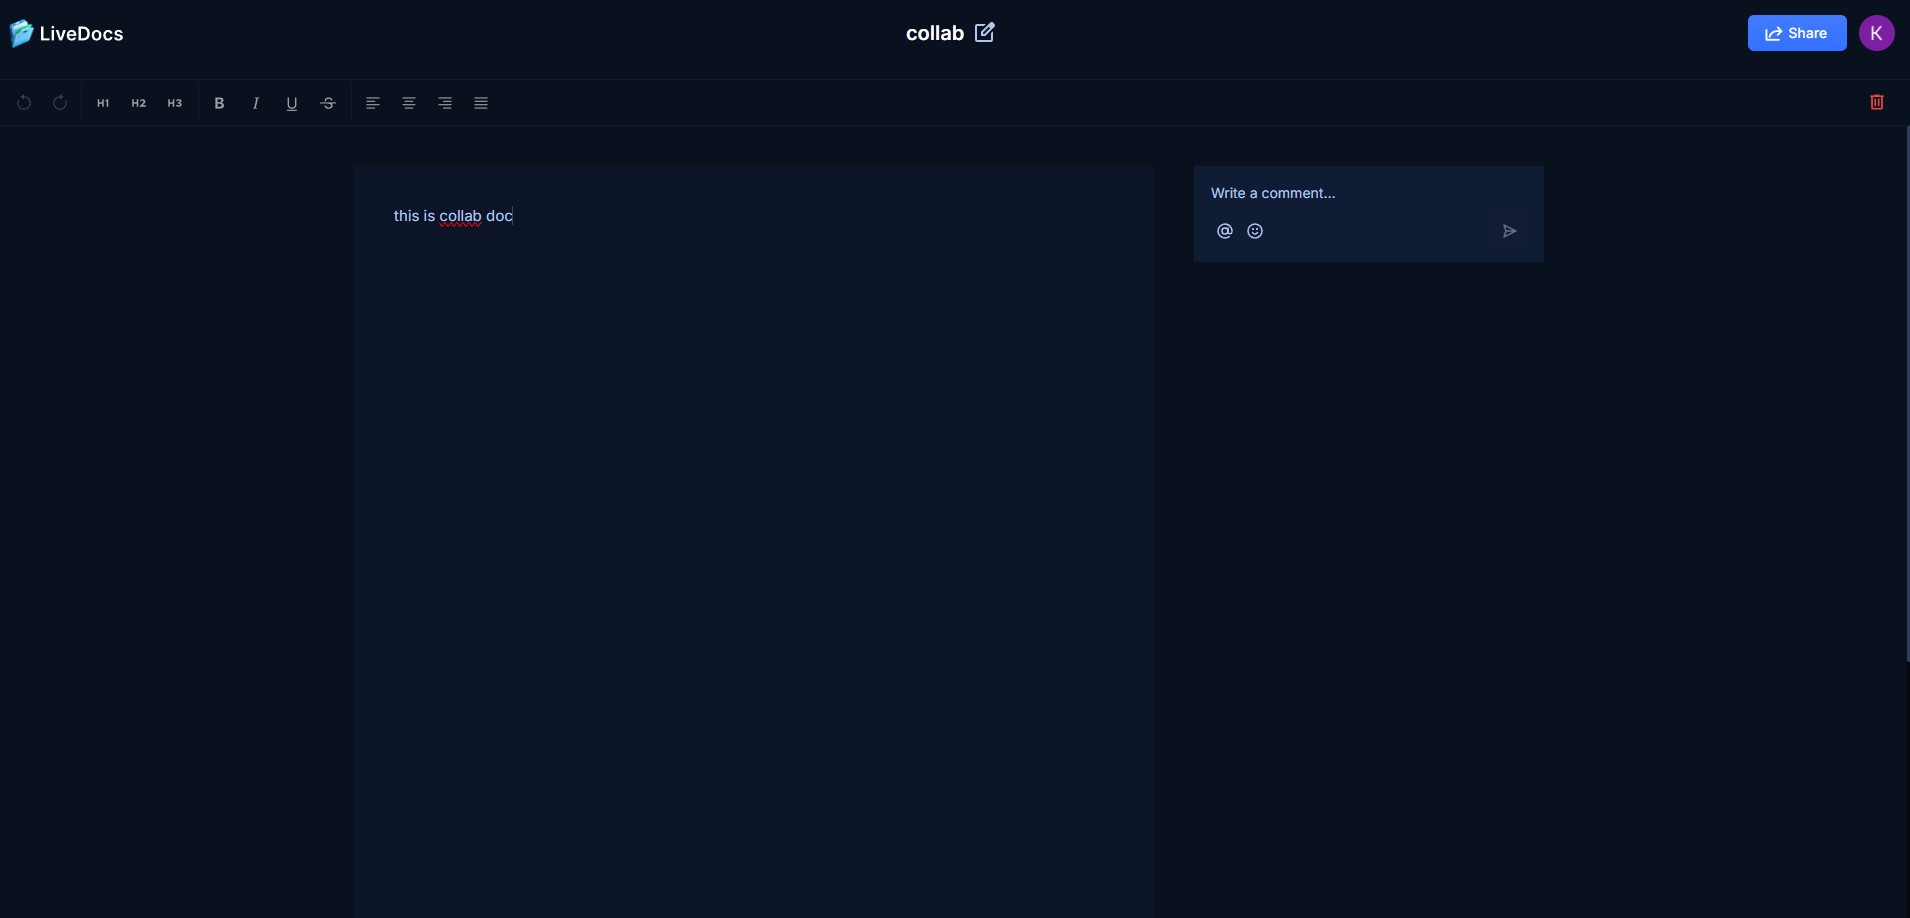 LiveDocs
collab
Share
K
H1 H2 H3 B I U S
this is collab doc
Write a comment...
@